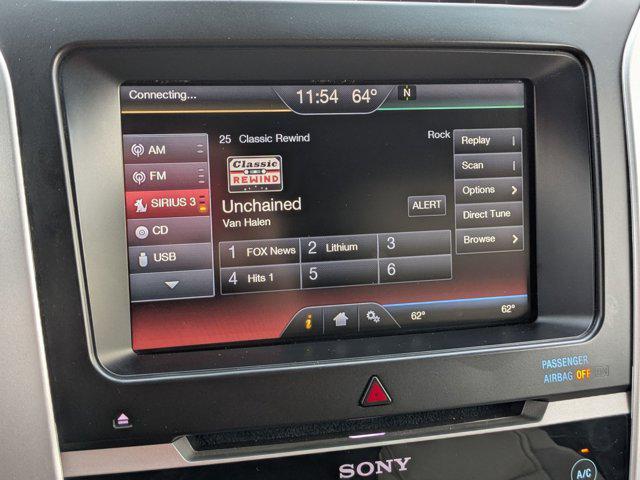 Connecting...
11:54 64° N
AM
FM
SIRIUS 3
CD
USB
25 Classic Rewind
Rock
Classic
REWIND
Unchained
Van Halen
ALERT
1 FOX News 2 Lithium 3
4 Hits 1 5 6
Replay
Scan
Options >
Direct Tune
Browse >
i
62° 62°
PASSENGER
AIRBAG OFF ON
SONY
A/C